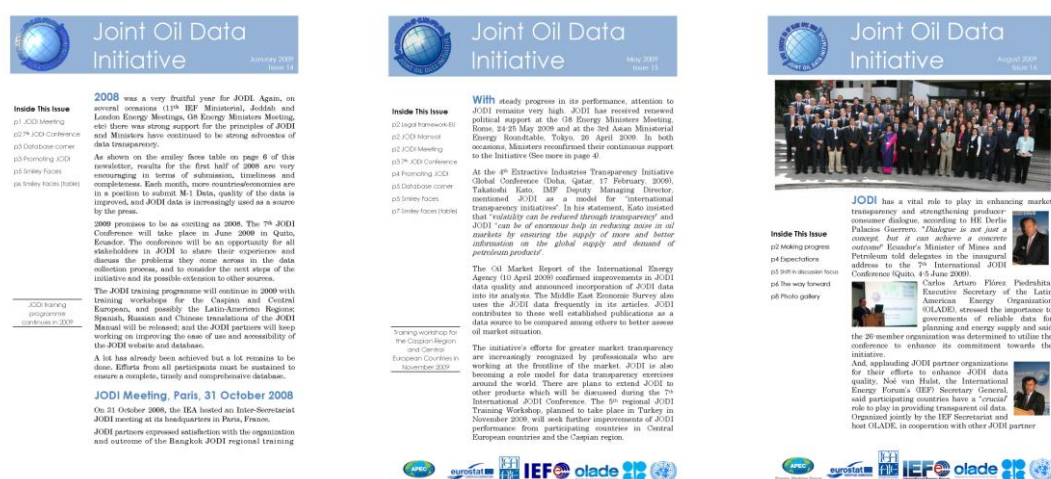 Joint Oil Data
Initiative
January 2009
Issue 14
Inside This Issue
p1 JODI Meeting
p2 7th JODI Conference
p3 Database corner
p3 Promoting JODI
p5 Smiley Faces
p6 Smiley faces (table)
JODI training
programme
continues in 2009
2008 was a very fruitful year for JODI. Again, on
several occasions (11th IEF Ministerial, Jeddah and
London Energy Meetings, G8 Energy Ministers Meeting,
etc) there was strong support for the principles of JODI
and Ministers have continued to be strong advocates of
data transparency.
As shown on the smiley faces table on page 6 of this
newsletter, results for the first half of 2008 are very
encouraging in terms of submission, timeliness and
completeness. Each month, more countries/economies are
in a position to submit M-1 Data, quality of the data is
improved, and JODI data is increasingly used as a source
by the press.
2009 promises to be as exciting as 2008. The 7th JODI
Conference will take place in June 2009 in Quito,
Ecuador. The conference will be an opportunity for all
stakeholders in JODI to share their experience and
discuss the problems they come across in the data
collection process, and to consider the next steps of the
initiative and its possible extension to other sources.
The JODI training programme will continue in 2009 with
training workshops for the Caspian and Central
European, and possibly the Latin-American Regions;
Spanish, Russian and Chinese translations of the JODI
Manual will be released; and the JODI partners will keep
working on improving the ease of use and accessibility of
the JODI website and database.
A lot has already been achieved but a lot remains to be
done. Efforts from all participants must be sustained to
ensure a complete, timely and comprehensive database.
JODI Meeting, Paris, 31 October 2008
On 31 October 2008, the IEA hosted an Inter-Secretariat
JODI meeting at its headquarters in Paris, France.
JODI partners expressed satisfaction with the organization
and outcome of the Bangkok JODI regional training
Joint Oil Data
Initiative
May 2009
Issue 15
Inside This Issue
p2 Legal framework-EU
p2 JODI Manual
p2 JODI Meeting
p3 7th JODI Conference
p4 Promoting JODI
p5 Database corner
p5 Smiley Faces
p7 Smiley faces (table)
Training workshop for
the Caspian Region
and Central
European Countries in
November 2009
With steady progress in its performance, attention to
JODI remains very high. JODI has received renewed
political support at the G8 Energy Ministers Meeting,
Rome, 24-25 May 2009 and at the 3rd Asian Ministerial
Energy Roundtable, Tokyo, 26 April 2009. In both
occasions, Ministers reconfirmed their continuous support
to the Initiative (See more in page 4).
At the 4th Extractive Industries Transparency Initiative
Global Conference (Doha, Qatar, 17 February, 2009),
Takatoshi Kato, IMF Deputy Managing Director,
mentioned JODI as a model for "international
transparency initiatives". In his statement, Kato insisted
that "volatility can be reduced through transparency" and
JODI "can be of enormous help in reducing noise in oil
markets by ensuring the supply of more and better
information on the global supply and demand of
petroleum products".
The Oil Market Report of the International Energy
Agency (10 April 2009) confirmed improvements in JODI
data quality and announced incorporation of JODI data
into its analysis. The Middle East Economic Survey also
uses the JODI data frequently in its articles. JODI
contributes to these well established publications as a
data source to be compared among others to better assess
oil market situation.
The initiative's efforts for greater market transparency
are increasingly recognized by professionals who are
working at the frontline of the market. JODI is also
becoming a role model for data transparency exercises
around the world. There are plans to extend JODI to
other products which will be discussed during the 7th
International JODI Conference. The 5th regional JODI
Training Workshop, planned to take place in Turkey in
November 2009, will seek further improvements of JODI
performance from participating countries in Central
European countries and the Caspian region.
APEC
eurostat
IEF
olade
Joint Oil Data
Initiative
August 2009
Issue 16
Inside This Issue
p2 Making progress
p4 Expectations
p5 Shift in discussion focus
p6 The way forward
p8 Photo gallery
JODI has a vital role to play in enhancing market
transparency and strengthening producer-
consumer dialogue, according to HE Derlis
Palacios Guerrero. "Dialogue is not just a
concept, but it can achieve a concrete
outcome" Ecuador's Minister of Mines and
Petroleum told delegates in the inaugural
address to the 7th International JODI
Conference (Quito, 4-5 June 2009).
Carlos Arturo Flórez Piedrahita,
Executive Secretary of the Latin
American Energy Organization
(OLADE), stressed the importance to
governments of reliable data for
planning and energy supply and said
the 26-member organization was determined to utilise the
conference to enhance its commitment towards the
initiative.
And, applauding JODI partner organizations
for their efforts to enhance JODI data
quality, Noé van Hulst, the International
Energy Forum's (IEF) Secretary General,
said participating countries have a "crucial"
role to play in providing transparent oil data.
Organized jointly by the IEF Secretariat and
host OLADE, in cooperation with other JODI partner
APEC
eurostat
IEF
olade